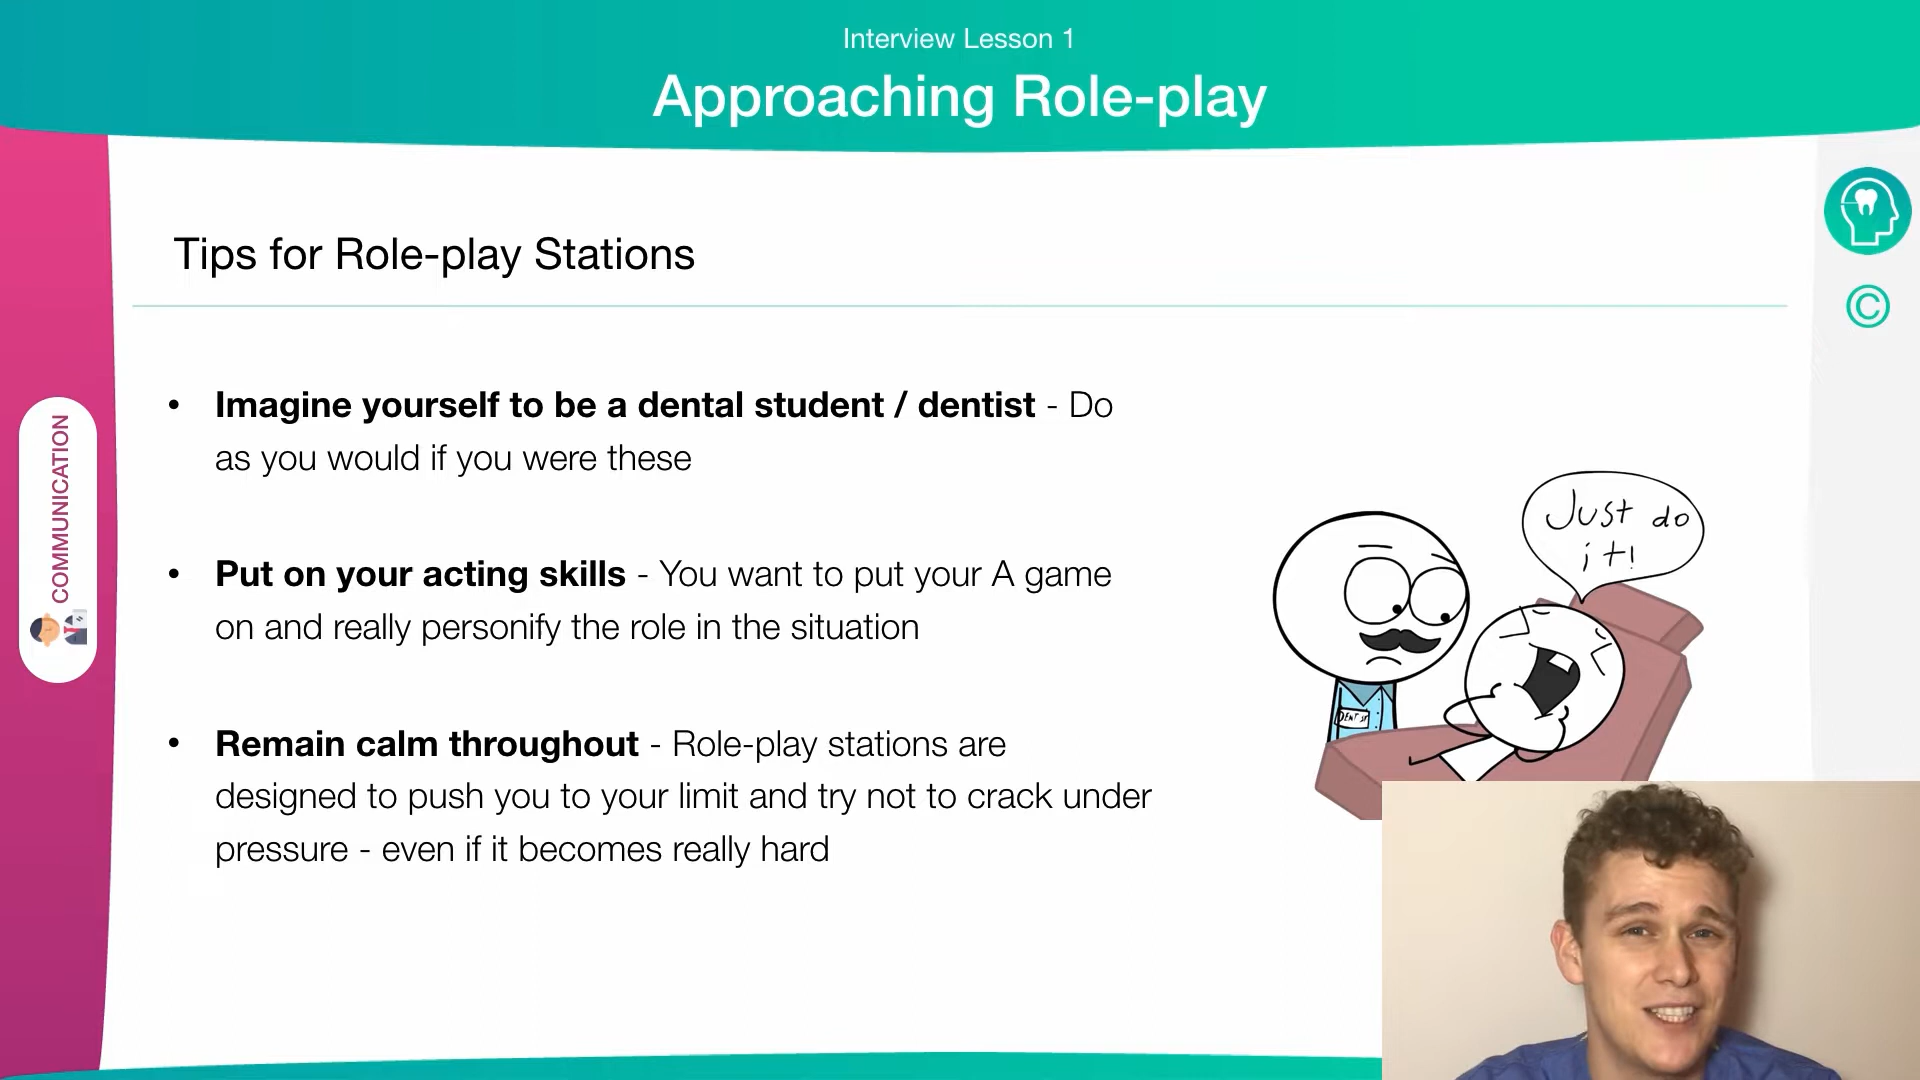 Interview Lesson 1
Approaching Role-play
©
COMMUNICATION
Tips for Role-play Stations
• Imagine yourself to be a dental student / dentist - Do
as you would if you were these
• Put on your acting skills - You want to put your A game
on and really personify the role in the situation
• Remain calm throughout - Role-play stations are
designed to push you to your limit and try not to crack under
pressure - even if it becomes really hard
Just do
it!
DENTIST